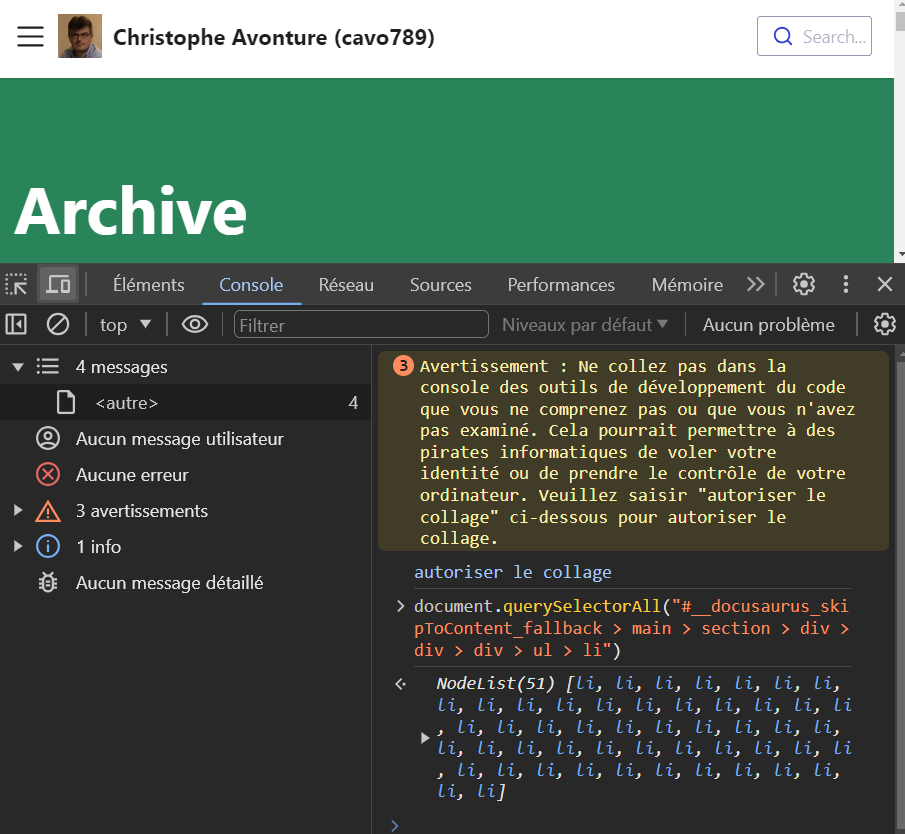 Christophe Avonture (cavo789)
Search...
Archive
Éléments Console Réseau Sources Performances Mémoire
top Filtrer Niveaux par défaut Aucun problème
4 messages
<autre> 4
Aucun message utilisateur
Aucune erreur
3 avertissements
1 info
Aucun message détaillé
3 Avertissement : Ne collez pas dans la
console des outils de développement du code
que vous ne comprenez pas ou que vous n'avez
pas examiné. Cela pourrait permettre à des
pirates informatiques de voler votre
identité ou de prendre le contrôle de votre
ordinateur. Veuillez saisir "autoriser le
collage" ci-dessous pour autoriser le
collage.
autoriser le collage
document.querySelectorAll("#__docusaurus_ski
pToContent_fallback > main > section > div >
div > div > ul > li")
NodeList(51) [li, li, li, li, li, li, li,
li, li, li, li, li, li, li, li, li, li, li
, li, li, li, li, li, li, li, li, li, li,
li, li, li, li, li, li, li, li, li, li, li
, li, li, li, li, li, li, li, li, li, li,
li, li]